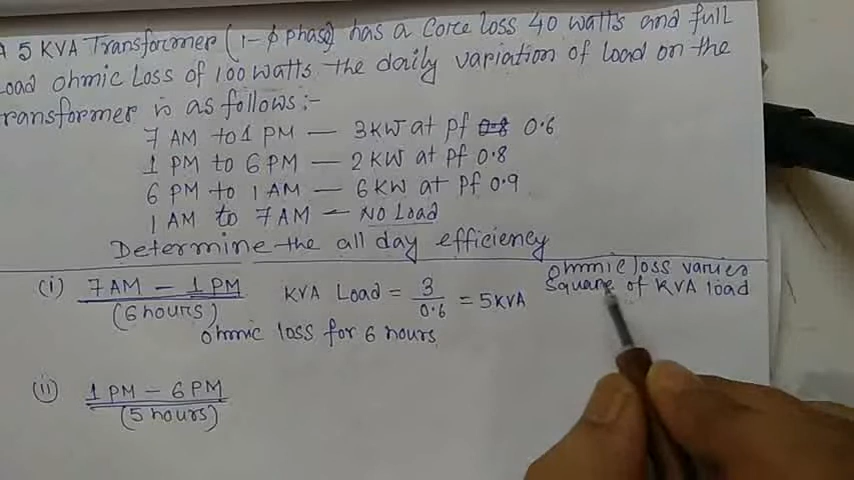 A 5 KVA Transformer (1-ϕ phase) has a Core loss 40 watts and full
Load ohmic Loss of 100 watts. the daily variation of load on the
transformer is as follows:-
7 AM to 1 PM — 3KW at pf 0.6
1 PM to 6 PM — 2 KW at pf 0.8
6 PM to 1 AM — 6 KW at pf 0.9
1 AM to 7 AM — No Load
Determine the all day efficiency
(i) 7 AM — 1 PM
(6 hours)
KVA Load = 3/0.6 = 5KVA
ohmic loss varies
square of KVA load
ohmic loss for 6 hours
(ii) 1 PM — 6 PM
(5 hours)